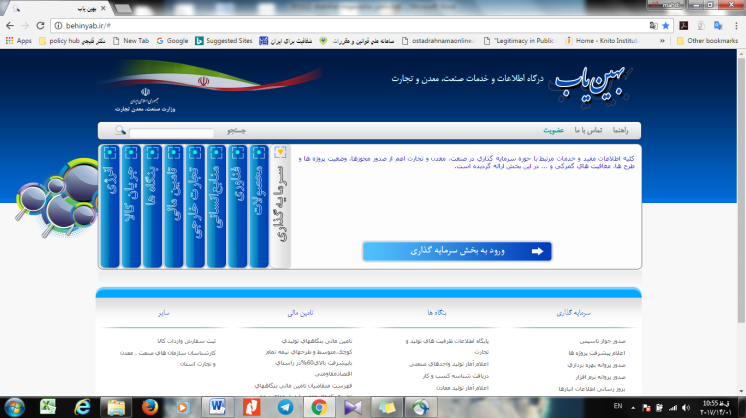 بهین یاب
behinyab.ir/#
Apps
policy hub
دکتر فتیحی
New Tab
Google
Suggested Sites
شفافیت برای ایران
سامانه ملی قوانین و مقررات
ostadrahnamaonline.
"Legitimacy in Public
Home - Knito Institut
Other bookmarks
بهین یاب
درگاه اطلاعات و خدمات صنعت، معدن و تجارت
وزارت صنعت، معدن تجارت
راهنما
تماس با ما
عضویت
جستجو
سرمایه گذاری
محصولات
فناوری
منابع انسانی
تجارت خارجی
تامین مالی
بنگاه ها
جریان کالا
انرژی
کلیه اطلاعات مفید و خدمات مرتبط با حوزه سرمایه گذاری در صنعت، معدن و تجارت اعم از صدور مجوزها، وضعیت پروژه ها و
طرح ها، معافیت های گمرکی و ... در این بخش ارائه گردیده است.
ورود به بخش سرمایه گذاری
سرمایه گذاری
صدور جواز تاسیس
اعلام پیشرفت پروژه ها
صدور پروانه بهره برداری
صدور پروانه نرم افزار
بروز رسانی اطلاعات انبارها
بنگاه ها
پایگاه اطلاعات ظرفیت های تولید و
تجارت
اعلام آمار تولید واحدهای صنعتی
دریافت شناسه کسب و کار
اعلام آمار تولید معادن
تامین مالی
تامین مالی بنگاههای تولیدی
کوچک،متوسط و طرحهای نیمه تمام
باپیشرفت بالای60%در راستای
اقتصادمقاومتی
فهرست متقاضیان تامین مالی بنگاههای
سایر
ثبت سفارش واردات کالا
کارشناسان سازمان های صنعت ، معدن
و تجارت استان
EN
10:55 ق.ظ
۲۰۱۷/۱۲/۰۱